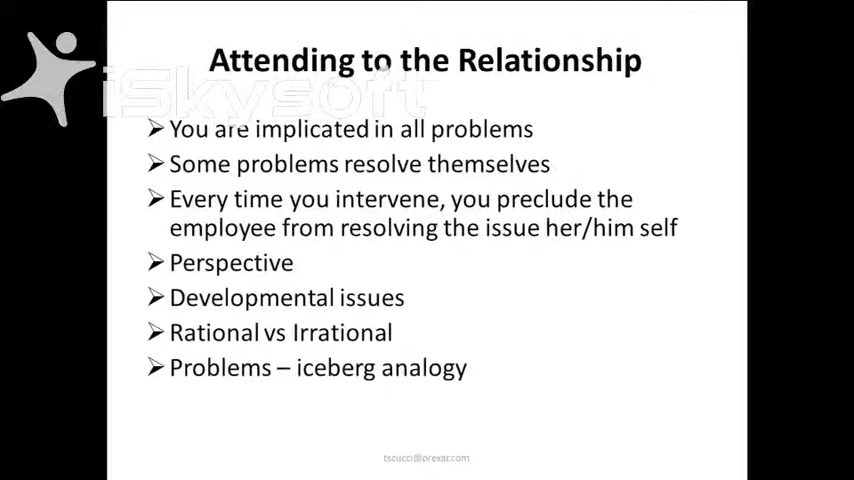 Attending to the Relationship
iSkysoft
You are implicated in all problems
Some problems resolve themselves
Every time you intervene, you preclude the
employee from resolving the issue her/him self
Perspective
Developmental issues
Rational vs Irrational
Problems – iceberg analogy
tscucci@prexar.com